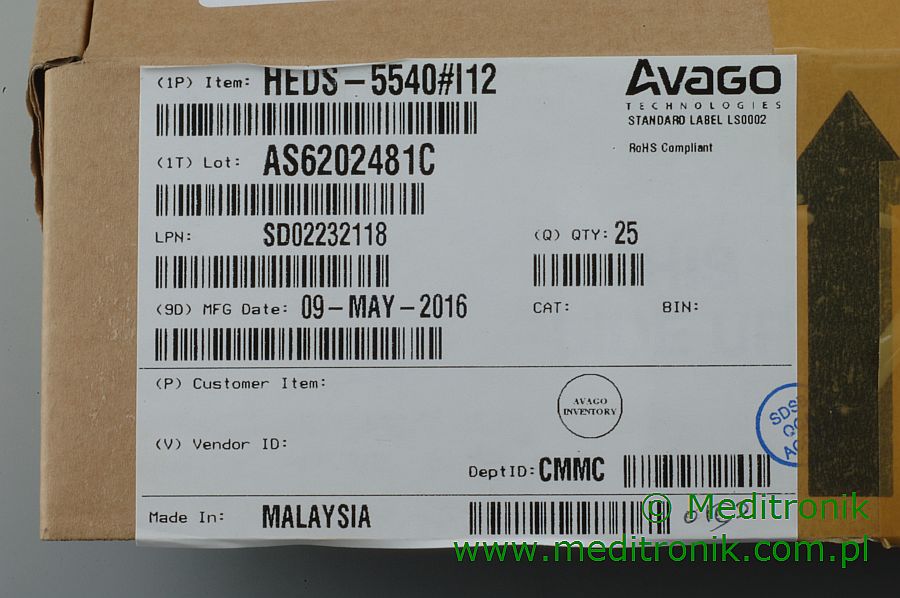 (1P) Item: HEDS-5540#I12
AVAGO
TECHNOLOGIES
STANDARD LABEL LS0002
RoHS Compliant
(1T) Lot: AS6202481C
LPN: SD02232118
(Q) QTY: 25
(9D) MFG Date: 09-MAY-2016
CAT: BIN:
(P) Customer Item:
AVAGO
INVENTORY
(V) Vendor ID:
DeptID: CMMC
Made In: MALAYSIA
© Meditronik
www.meditronik.com.pl